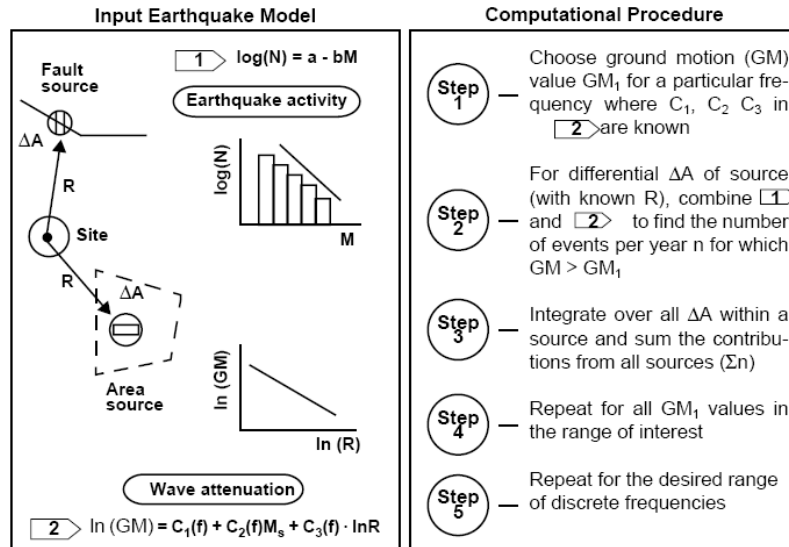 Input Earthquake Model
1 log(N) = a - bM
Fault
source
Earthquake activity
ΔA
R
log(N)
M
Site
R
ΔA
Area
source
ln (GM)
ln (R)
Wave attenuation
2 ln (GM) = C₁(f) + C₂(f)Mₛ + C₃(f) · lnR
Computational Procedure
Step
1
Choose ground motion (GM)
value GM₁ for a particular fre-
quency where C₁, C₂ C₃ in
2 are known
Step
2
For differential ΔA of source
(with known R), combine 1
and 2 to find the number
of events per year n for which
GM > GM₁
Step
3
Integrate over all ΔA within a
source and sum the contribu-
tions from all sources (Σn)
Step
4
Repeat for all GM₁ values in
the range of interest
Step
5
Repeat for the desired range
of discrete frequencies